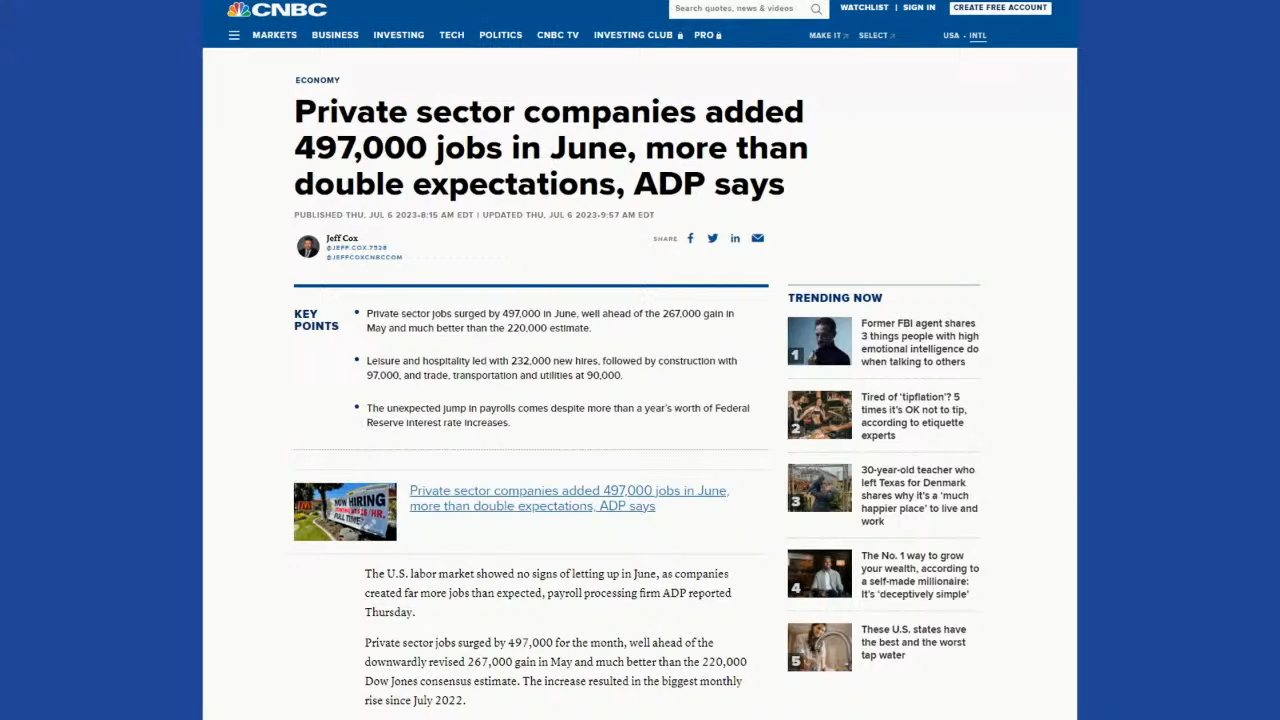 CNBC
Search quotes, news & videos
WATCHLIST | SIGN IN
CREATE FREE ACCOUNT
MARKETS BUSINESS INVESTING TECH POLITICS CNBC TV INVESTING CLUB PRO
MAKE IT SELECT
USA • INTL
ECONOMY
Private sector companies added
497,000 jobs in June, more than
double expectations, ADP says
PUBLISHED THU, JUL 6 2023•8:15 AM EDT | UPDATED THU, JUL 6 2023•9:57 AM EDT
Jeff Cox
@JEFF.COX.7528
@JEFFCOXCNBCCOM
SHARE
KEY
POINTS
Private sector jobs surged by 497,000 in June, well ahead of the 267,000 gain in
May and much better than the 220,000 estimate.
Leisure and hospitality led with 232,000 new hires, followed by construction with
97,000, and trade, transportation and utilities at 90,000.
The unexpected jump in payrolls comes despite more than a year's worth of Federal
Reserve interest rate increases.
NOW HIRING
FULL TIME
Private sector companies added 497,000 jobs in June,
more than double expectations, ADP says
The U.S. labor market showed no signs of letting up in June, as companies
created far more jobs than expected, payroll processing firm ADP reported
Thursday.
Private sector jobs surged by 497,000 for the month, well ahead of the
downwardly revised 267,000 gain in May and much better than the 220,000
Dow Jones consensus estimate. The increase resulted in the biggest monthly
rise since July 2022.
TRENDING NOW
1
Former FBI agent shares
3 things people with high
emotional intelligence do
when talking to others
2
Tired of ‘tipflation’? 5
times it’s OK not to tip,
according to etiquette
experts
3
30-year-old teacher who
left Texas for Denmark
shares why it’s a ‘much
happier place’ to live and
work
4
The No. 1 way to grow
your wealth, according to
a self-made millionaire:
It’s ‘deceptively simple’
5
These U.S. states have
the best and the worst
tap water